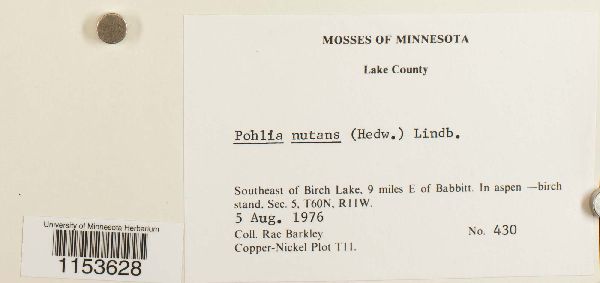 MOSSES OF MINNESOTA
Lake County
Pohlia nutans (Hedw.) Lindb.
Southeast of Birch Lake, 9 miles E of Babbitt. In aspen —birch
stand, Sec. 5, T60N, R11W.
5 Aug. 1976
Coll. Rae Barkley
No. 430
Copper-Nickel Plot T11.
University of Minnesota Herbarium
1153628